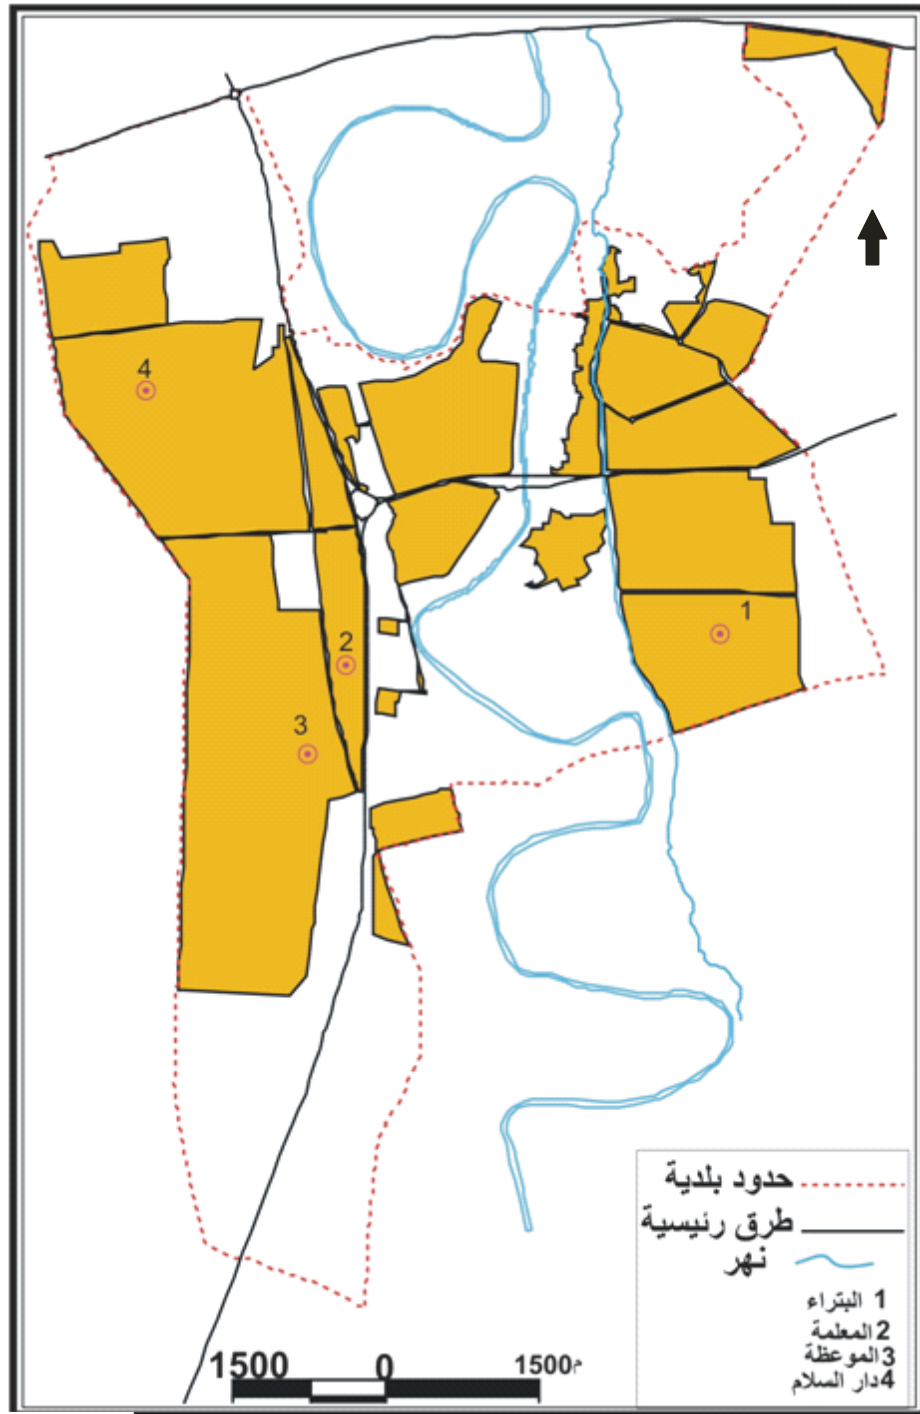 4
1
2
3
حدود بلدية
طرق رئيسية
نهر
1 البتراء
2 المعلمة
3 الموعظة
4 دار السلام
1500 0 1500م